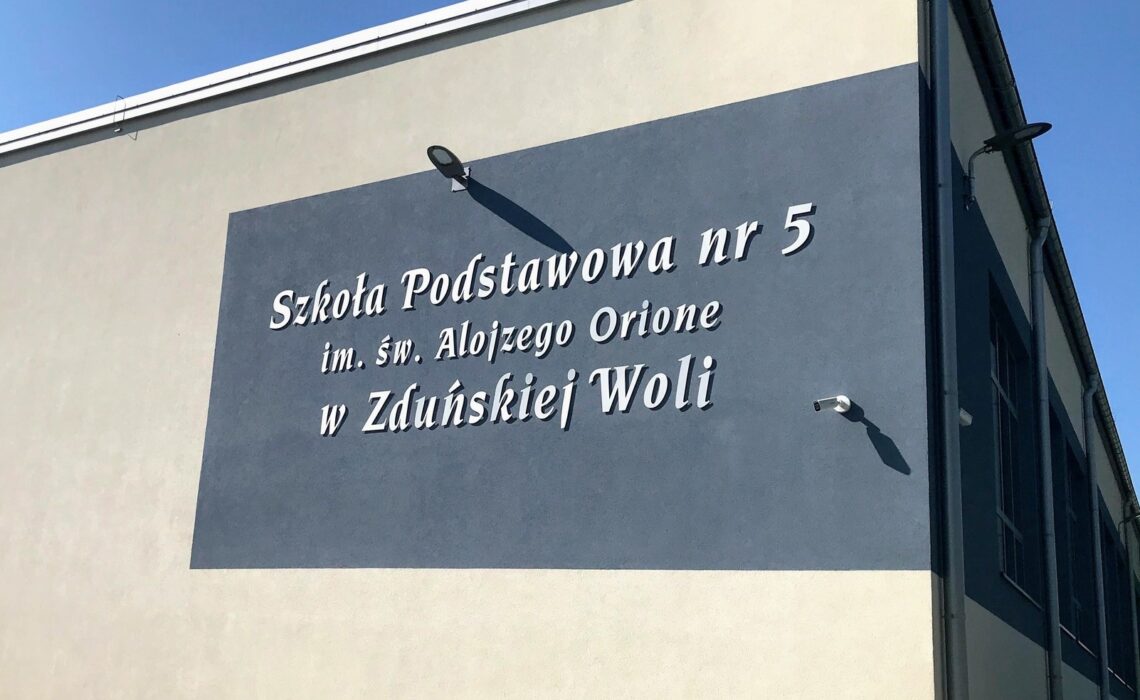 Szkoła Podstawowa nr 5
im. św. Alojzego Orione
w Zduńskiej Woli